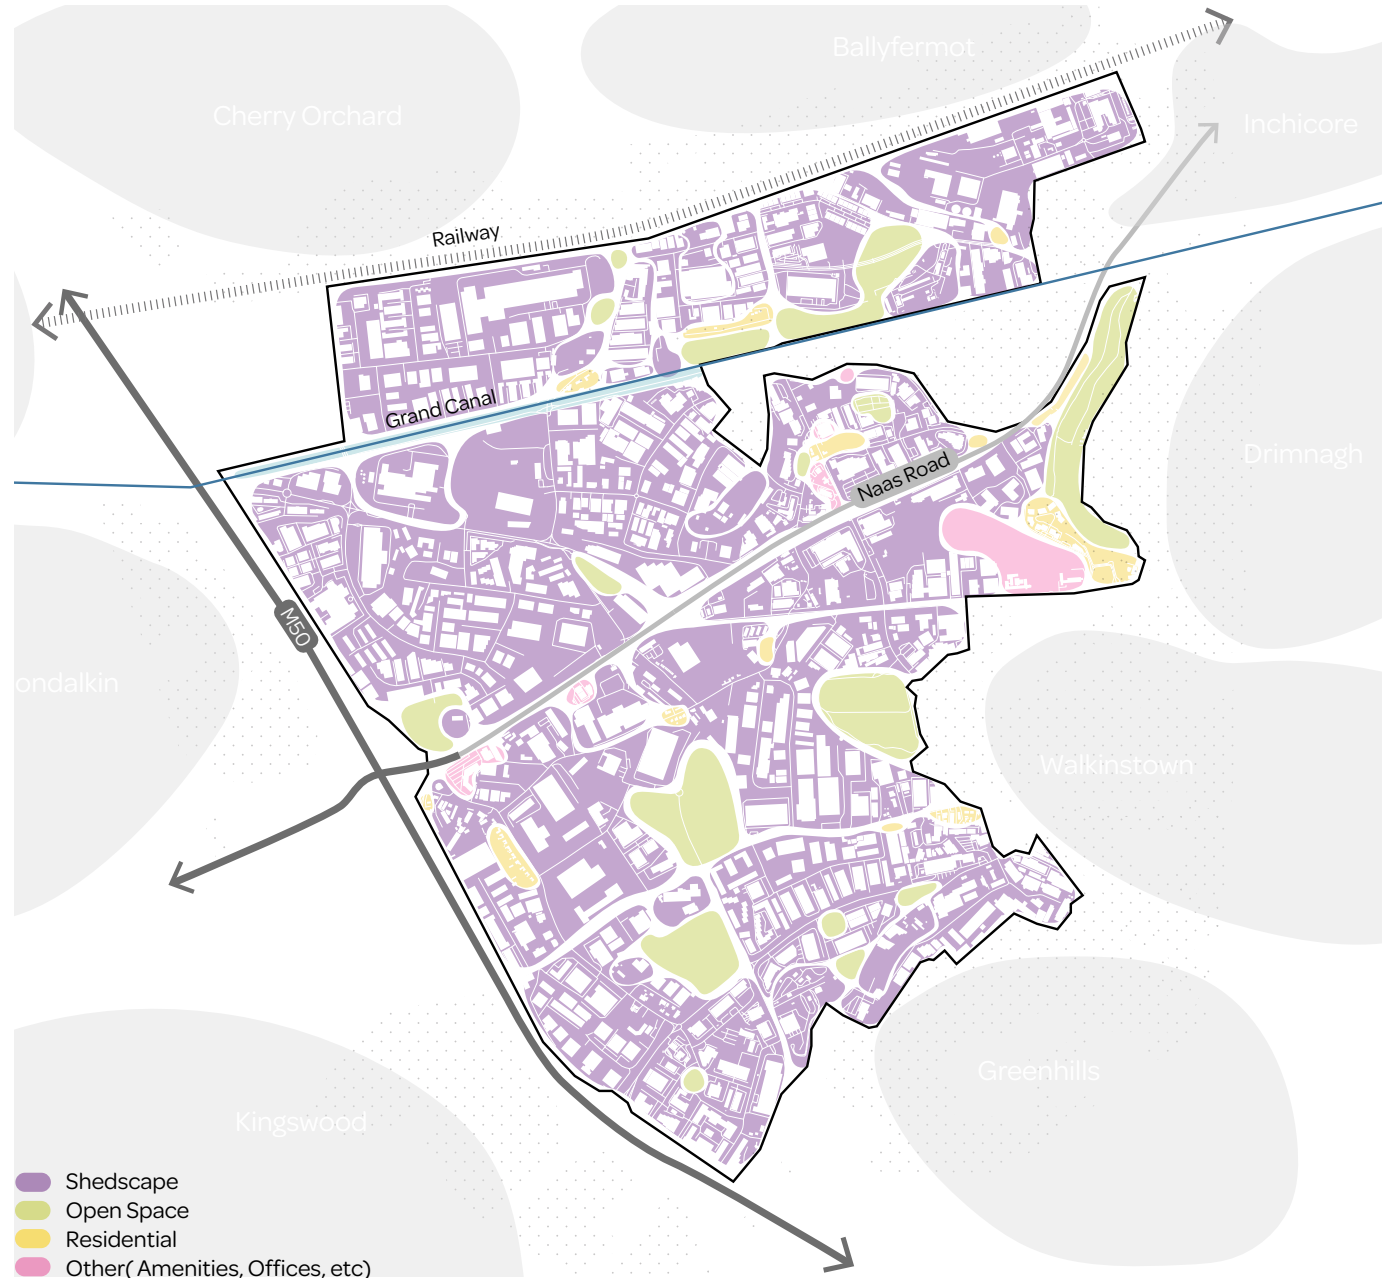 Ballyfermot
Cherry Orchard
Inchicore
Railway
Grand Canal
Drimnagh
Naas Road
M50
ondalkin
Walkinstown
Greenhills
Kingswood
Shedscape
Open Space
Residential
Other( Amenities, Offices, etc)